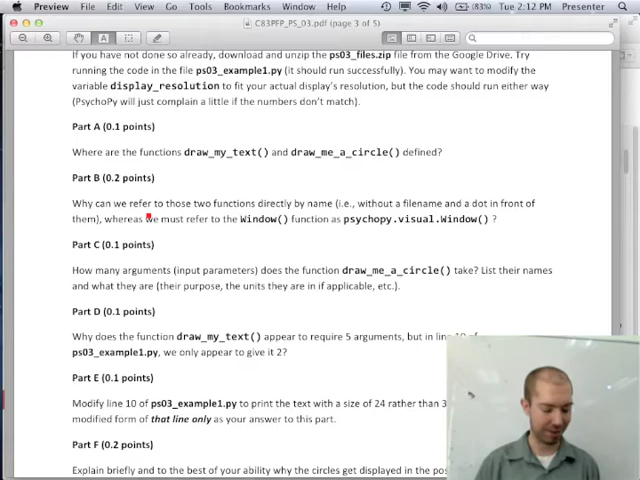 Preview File Edit View Go Tools Bookmarks Window Help (83%) Tue 2:12 PM Presenter
C83PFP_PS_03.pdf (page 3 of 5)
If you have not done so already, download and unzip the ps03_files.zip file from the Google Drive. Try
running the code in the file ps03_example1.py (it should run successfully). You may want to modify the
variable display_resolution to fit your actual display's resolution, but the code should run either way
(PsychoPy will just complain a little if the numbers don't match).
Part A (0.1 points)
Where are the functions draw_my_text() and draw_me_a_circle() defined?
Part B (0.2 points)
Why can we refer to those two functions directly by name (i.e., without a filename and a dot in front of
them), whereas we must refer to the Window() function as psychopy.visual.Window() ?
Part C (0.1 points)
How many arguments (input parameters) does the function draw_me_a_circle() take? List their names
and what they are (their purpose, the units they are in if applicable, etc.).
Part D (0.1 points)
Why does the function draw_my_text() appear to require 5 arguments, but in line 10 of
ps03_example1.py, we only appear to give it 2?
Part E (0.1 points)
Modify line 10 of ps03_example1.py to print the text with a size of 24 rather than 3
modified form of that line only as your answer to this part.
Part F (0.2 points)
Explain briefly and to the best of your ability why the circles get displayed in the pos